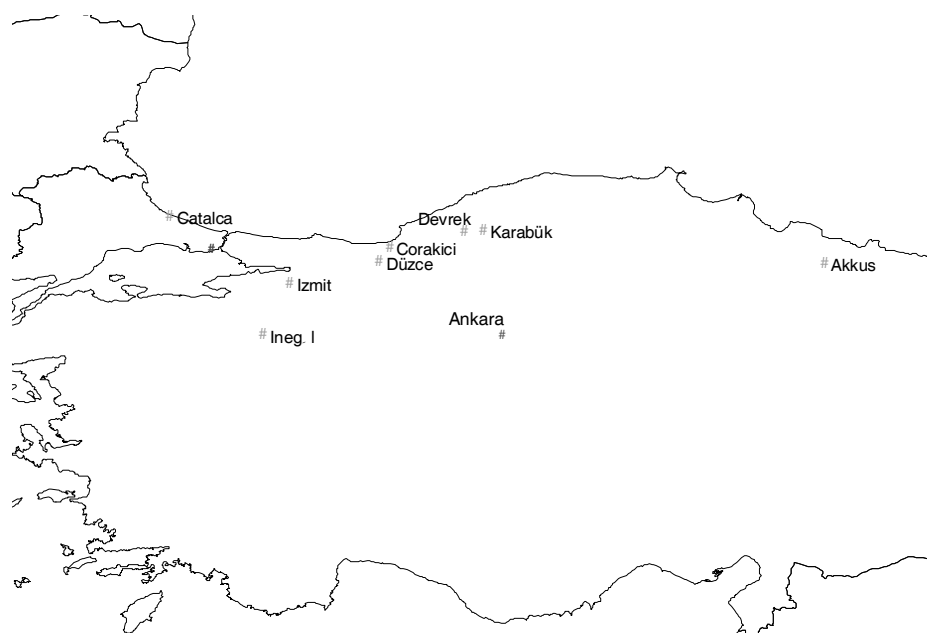 # Catalca
Devrek
# # Karabük
#
# Corakici
# Düzce
# Akkus
# Izmit
Ankara
#
# Ineg. l